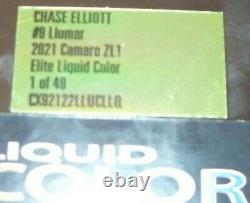 CHASE ELLIOTT
#9 Llumar
2021 Camaro ZL1
Elite Liquid Color
1 of 49
CX92122LLUCLLQ
LIQUID
COLOR